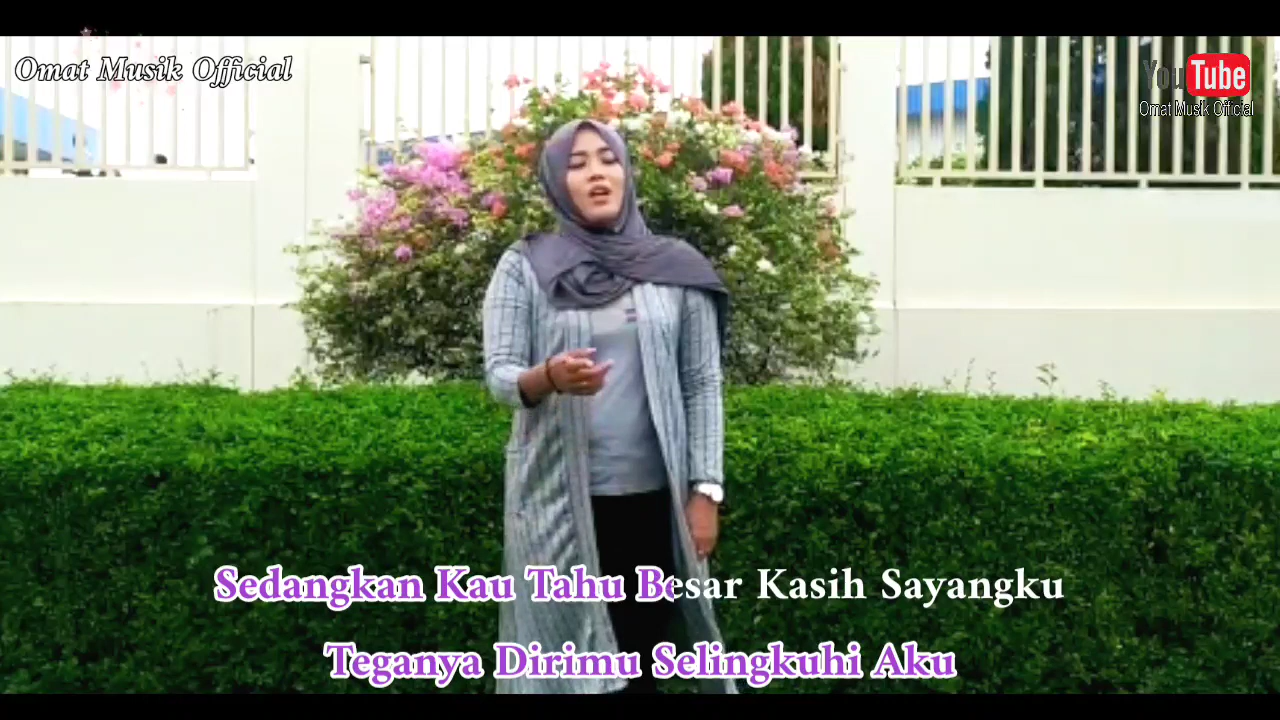 Omat Musik Official
YouTube
Omat Musik Official
Sedangkan Kau Tahu Besar Kasih Sayangku
Teganya Dirimu Selingkuhi Aku